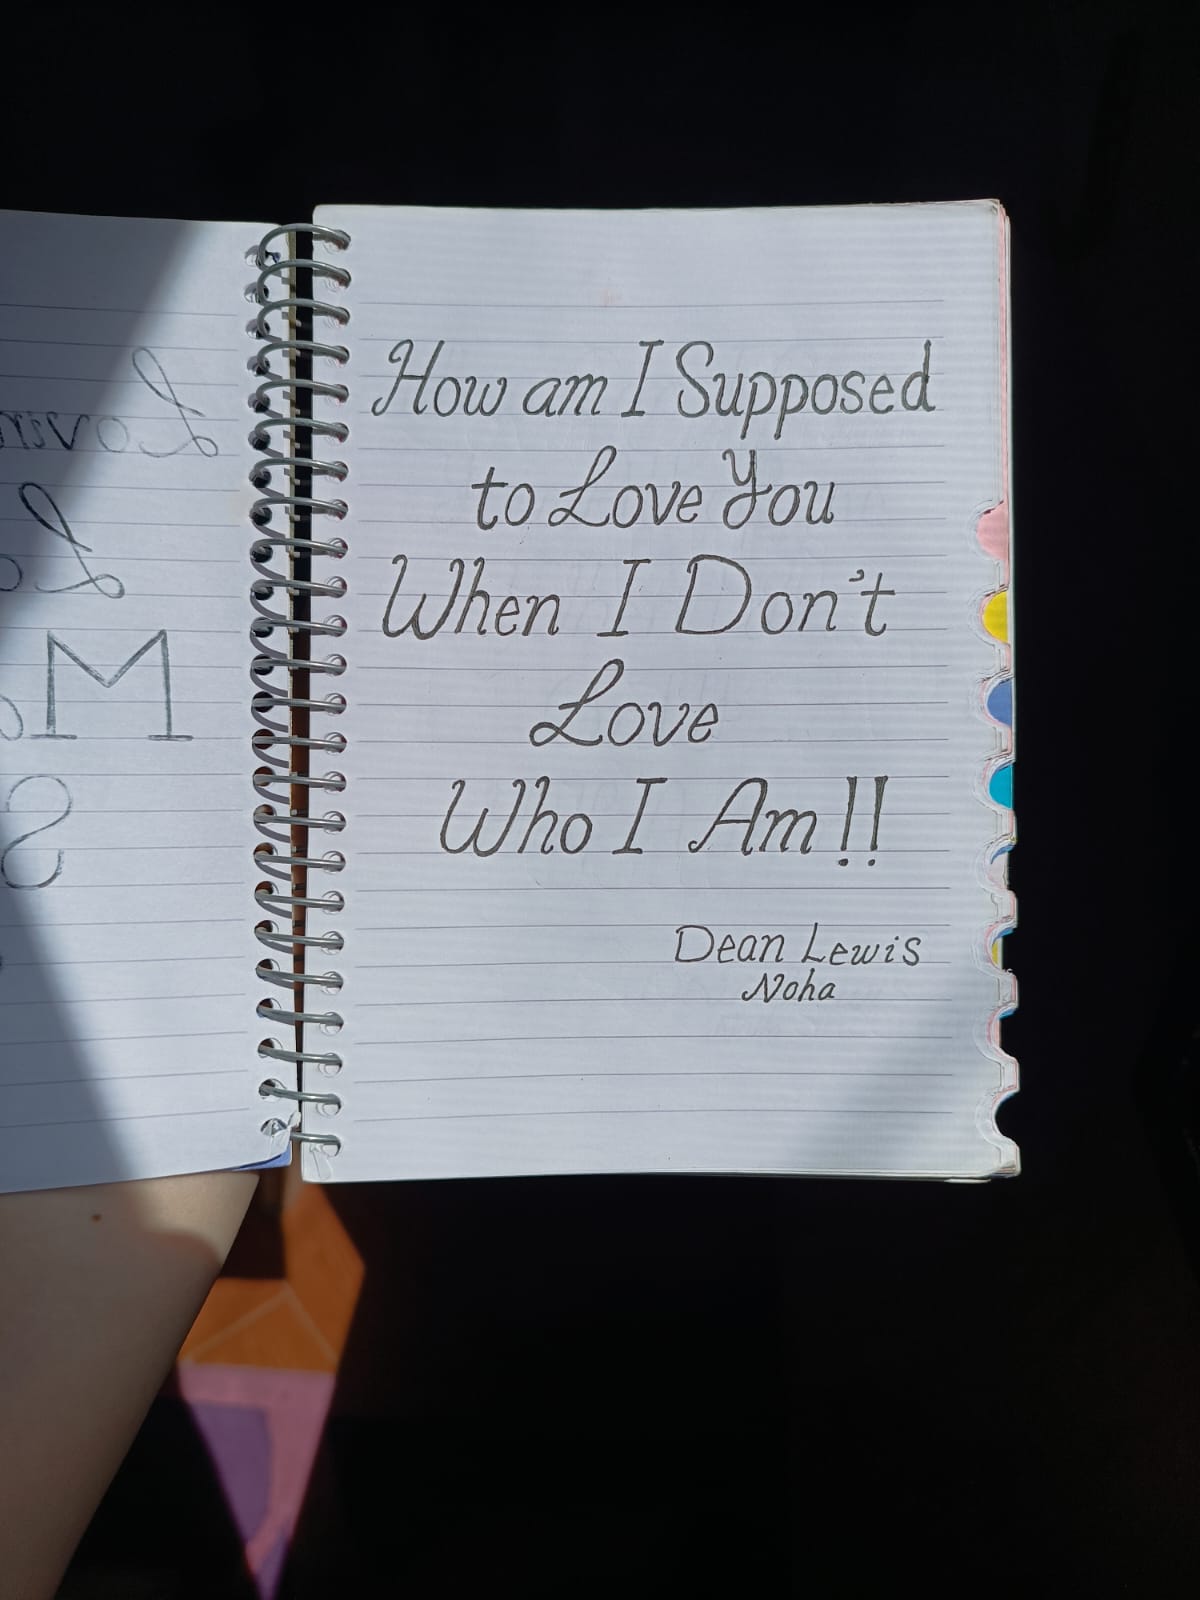 How am I Supposed
to Love You
When I Don't
Love
Who I Am!!
Dean Lewis
Noha